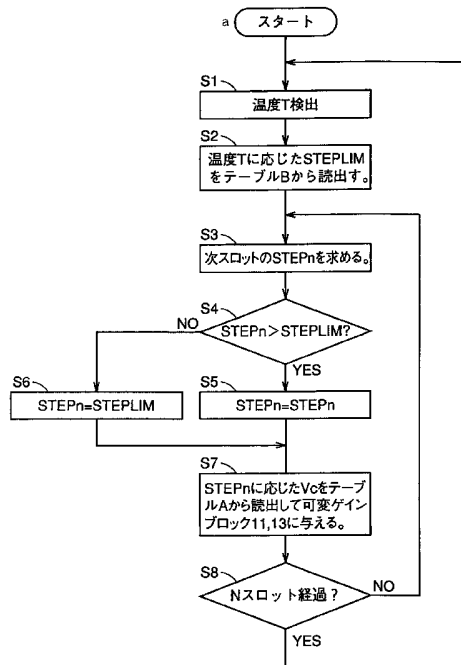 a スタート
S1
温度T検出
S2
温度Tに応じたSTEPLIM
をテーブルBから読出す。
S3
次スロットのSTEPnを求める。
S4
NO
STEPn>STEPLIM?
YES
S6
STEPn=STEPLIM
S5
STEPn=STEPn
S7
STEPnに応じたVcをテーブ
ルAから読出して可変ゲイン
ブロック11,13に与える。
S8
Nスロット経過?
NO
YES